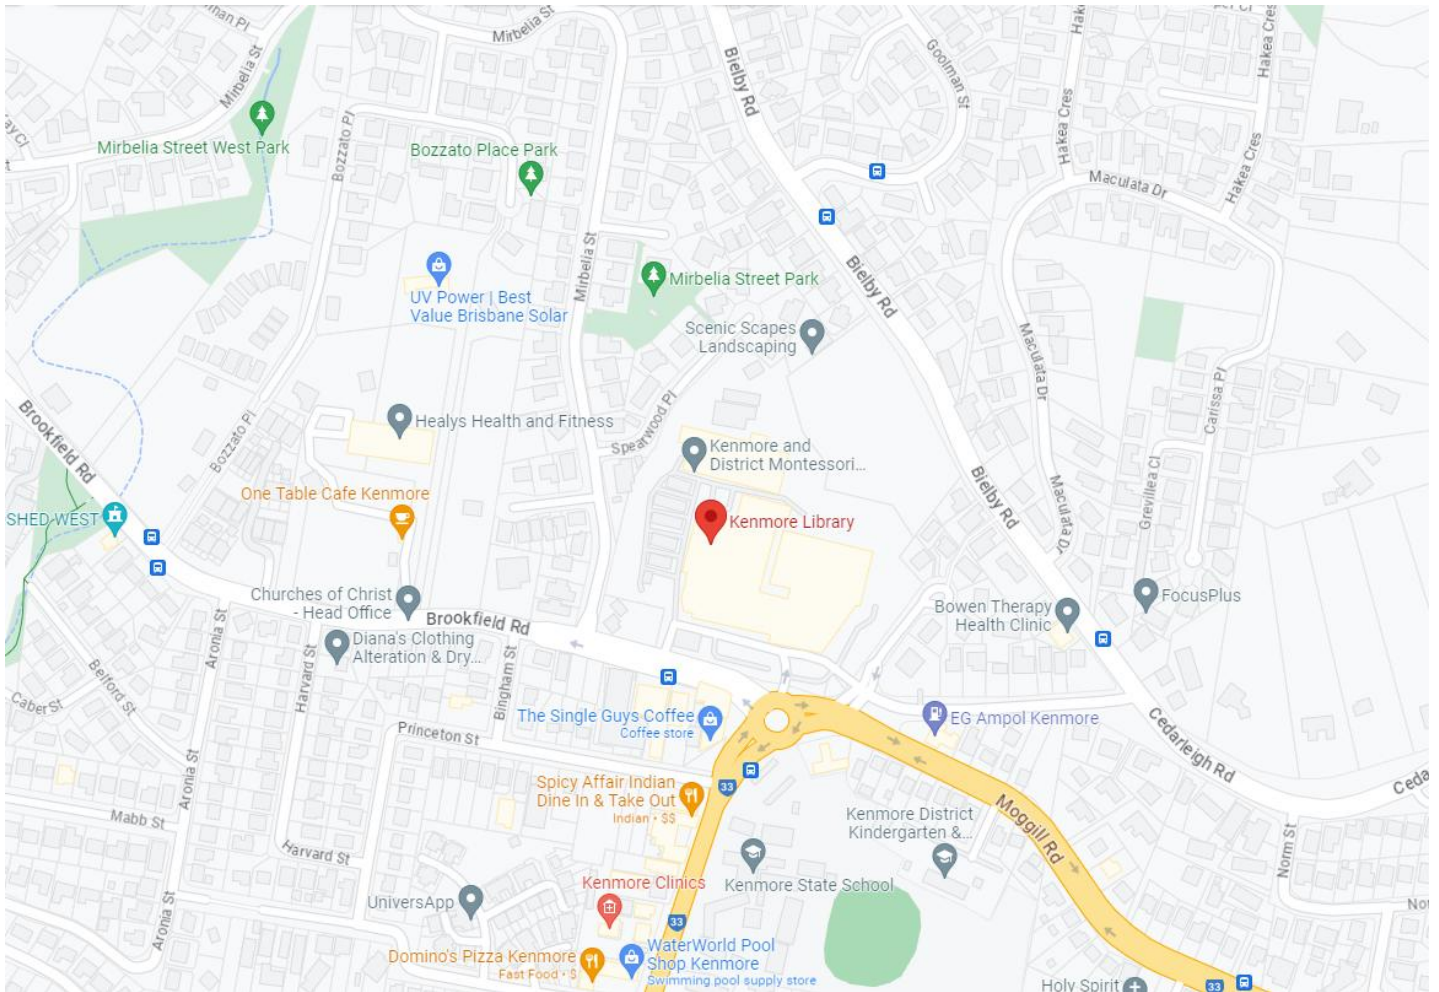 Mirbelia St
Mirbelia St
Bielby Rd
Goolman St
Hakea Cres
Hakea Cres
Hakea Cres
Mirbelia Street West Park
Bozzato Pl
Bozzato Place Park
Maculata Dr
Mirbelia St
Mirbelia Street Park
Bielby Rd
UV Power | Best
Value Brisbane Solar
Scenic Scapes
Landscaping
Maculata Dr
Carissa Pl
Brookfield Rd
Bozzato Pl
Healys Health and Fitness
Spearwood Pl
Kenmore and
District Montessori...
Bielby Rd
Maculata Dr
Grevillea Cl
One Table Cafe Kenmore
SHED WEST
Kenmore Library
Churches of Christ
- Head Office
Brookfield Rd
Bowen Therapy
Health Clinic
FocusPlus
Aronia St
Harvard St
Diana's Clothing
Alteration & Dry...
Bingham St
Belford St
Caber St
The Single Guys Coffee
Coffee store
Princeton St
EG Ampol Kenmore
Cedarleigh Rd
Ceda
Aronia St
Spicy Affair Indian
Dine In & Take Out
Indian • $$
33
Kenmore District
Kindergarten &...
Moggill Rd
Mabb St
Harvard St
Norm St
Kenmore State School
Kenmore Clinics
UniversApp
Aronia St
33
Domino's Pizza Kenmore
Fast Food • $
WaterWorld Pool
Shop Kenmore
Swimming pool supply store
Holy Spirit
33